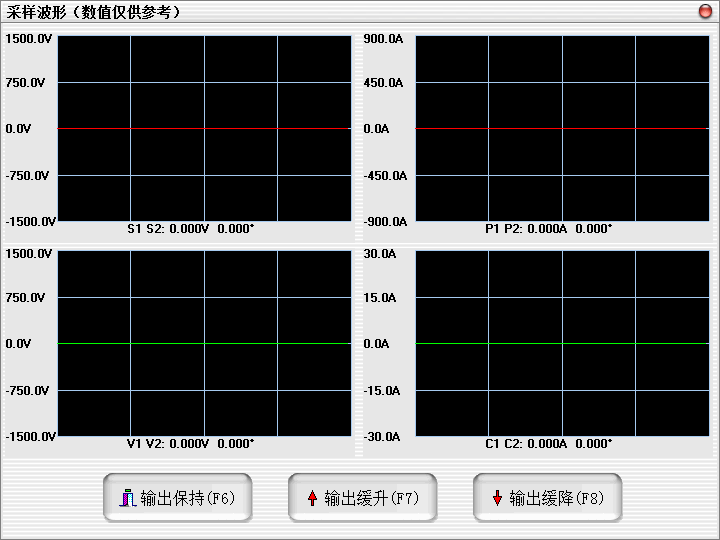 采样波形（数值仅供参考）
1500.0V
750.0V
0.0V
-750.0V
-1500.0V
S1 S2: 0.000V 0.000°
900.0A
450.0A
0.0A
-450.0A
-900.0A
P1 P2: 0.000A 0.000°
1500.0V
750.0V
0.0V
-750.0V
-1500.0V
V1 V2: 0.000V 0.000°
30.0A
15.0A
0.0A
-15.0A
-30.0A
C1 C2: 0.000A 0.000°
输出保持(F6)
输出缓升(F7)
输出缓降(F8)